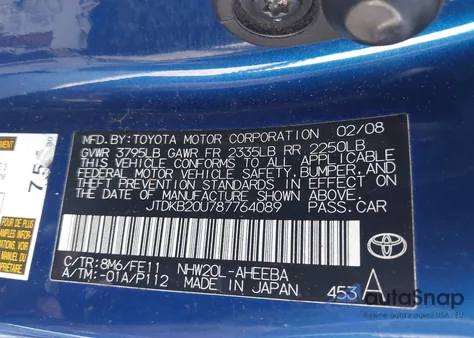 MFD.BY:TOYOTA MOTOR CORPORATION 02/08
GVWR 3795LB GAWR FR 2335LB RR 2250LB
THIS VEHICLE CONFORMS TO ALL APPLICABLE
FEDERAL MOTOR VEHICLE SAFETY, BUMPER, AND
THEFT PREVENTION STANDARDS IN EFFECT ON
THE DATE OF MANUFACTURE SHOWN ABOVE.
JTDKB20U787764089 PASS.CAR
C/TR: 8M6/FE11 NHW20L-AHEEBA
A/TM: -01A/P112 MADE IN JAPAN 453 A
TOYOTA
AutoSnap